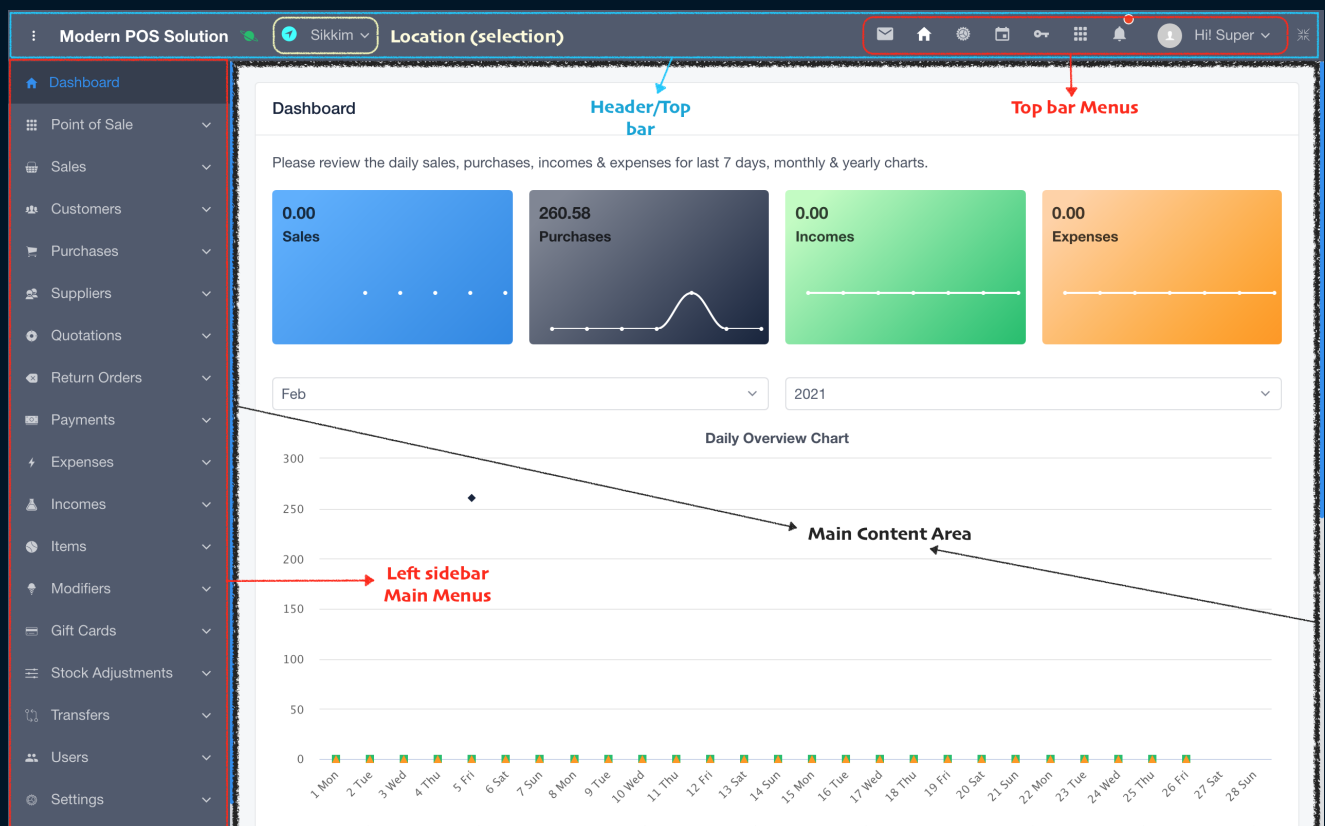 Modern POS Solution
Sikkim
Location (selection)
Hi! Super
Header/Top
bar
Top bar Menus
Dashboard
Point of Sale
Sales
Customers
Purchases
Suppliers
Quotations
Return Orders
Payments
Expenses
Incomes
Items
Modifiers
Gift Cards
Stock Adjustments
Transfers
Users
Settings
Left sidebar
Main Menus
Dashboard
Please review the daily sales, purchases, incomes & expenses for last 7 days, monthly & yearly charts.
0.00
Sales
260.58
Purchases
0.00
Incomes
0.00
Expenses
Feb
2021
Daily Overview Chart
300
250
200
150
100
50
0
Main Content Area
1 Mon
2 Tue
3 Wed
4 Thu
5 Fri
6 Sat
7 Sun
8 Mon
9 Tue
10 Wed
11 Thu
12 Fri
13 Sat
14 Sun
15 Mon
16 Tue
17 Wed
18 Thu
19 Fri
20 Sat
21 Sun
22 Mon
23 Tue
24 Wed
25 Thu
26 Fri
27 Sat
28 Sun